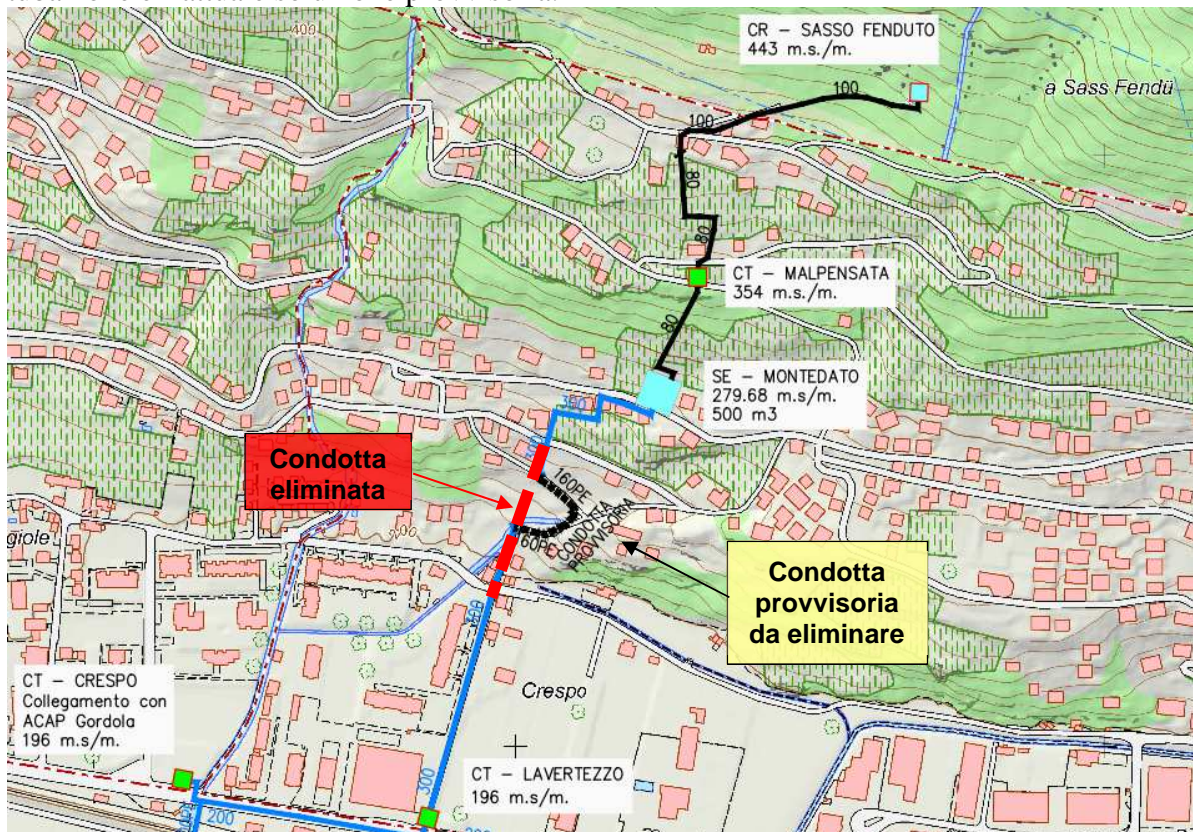 CR - SASSO FENDUTO
443 m.s./m.
400
a Sass Fendü
100
100
80
80
CT - MALPENSATA
354 m.s./m.
80
SE - MONTEDATO
279.68 m.s/m.
500 m3
300
Condotta
eliminata
160PE
160PE
CONDOTTA
PROVVISORIA
Condotta
provvisoria
da eliminare
giole
300
CT - CRESPO
Collegamento con
ACAP Gordola
196 m.s/m.
Crespo
CT - LAVERTEZZO
196 m.s/m.
300
200